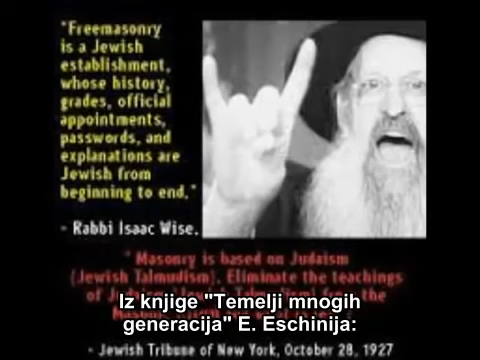 "Freemasonry
is a Jewish
establishment,
whose history,
grades, official
appointments,
passwords, and
explanations are
Jewish from
beginning to end."
- Rabbi Isaac Wise.
" Masonry is based on Judaism
(Jewish Talmudism). Eliminate the teachings
of
the
Iz knjige "Temelji mnogih
generacija" E. Eschinija:
- Jewish Tribune of New York, October 28, 1927